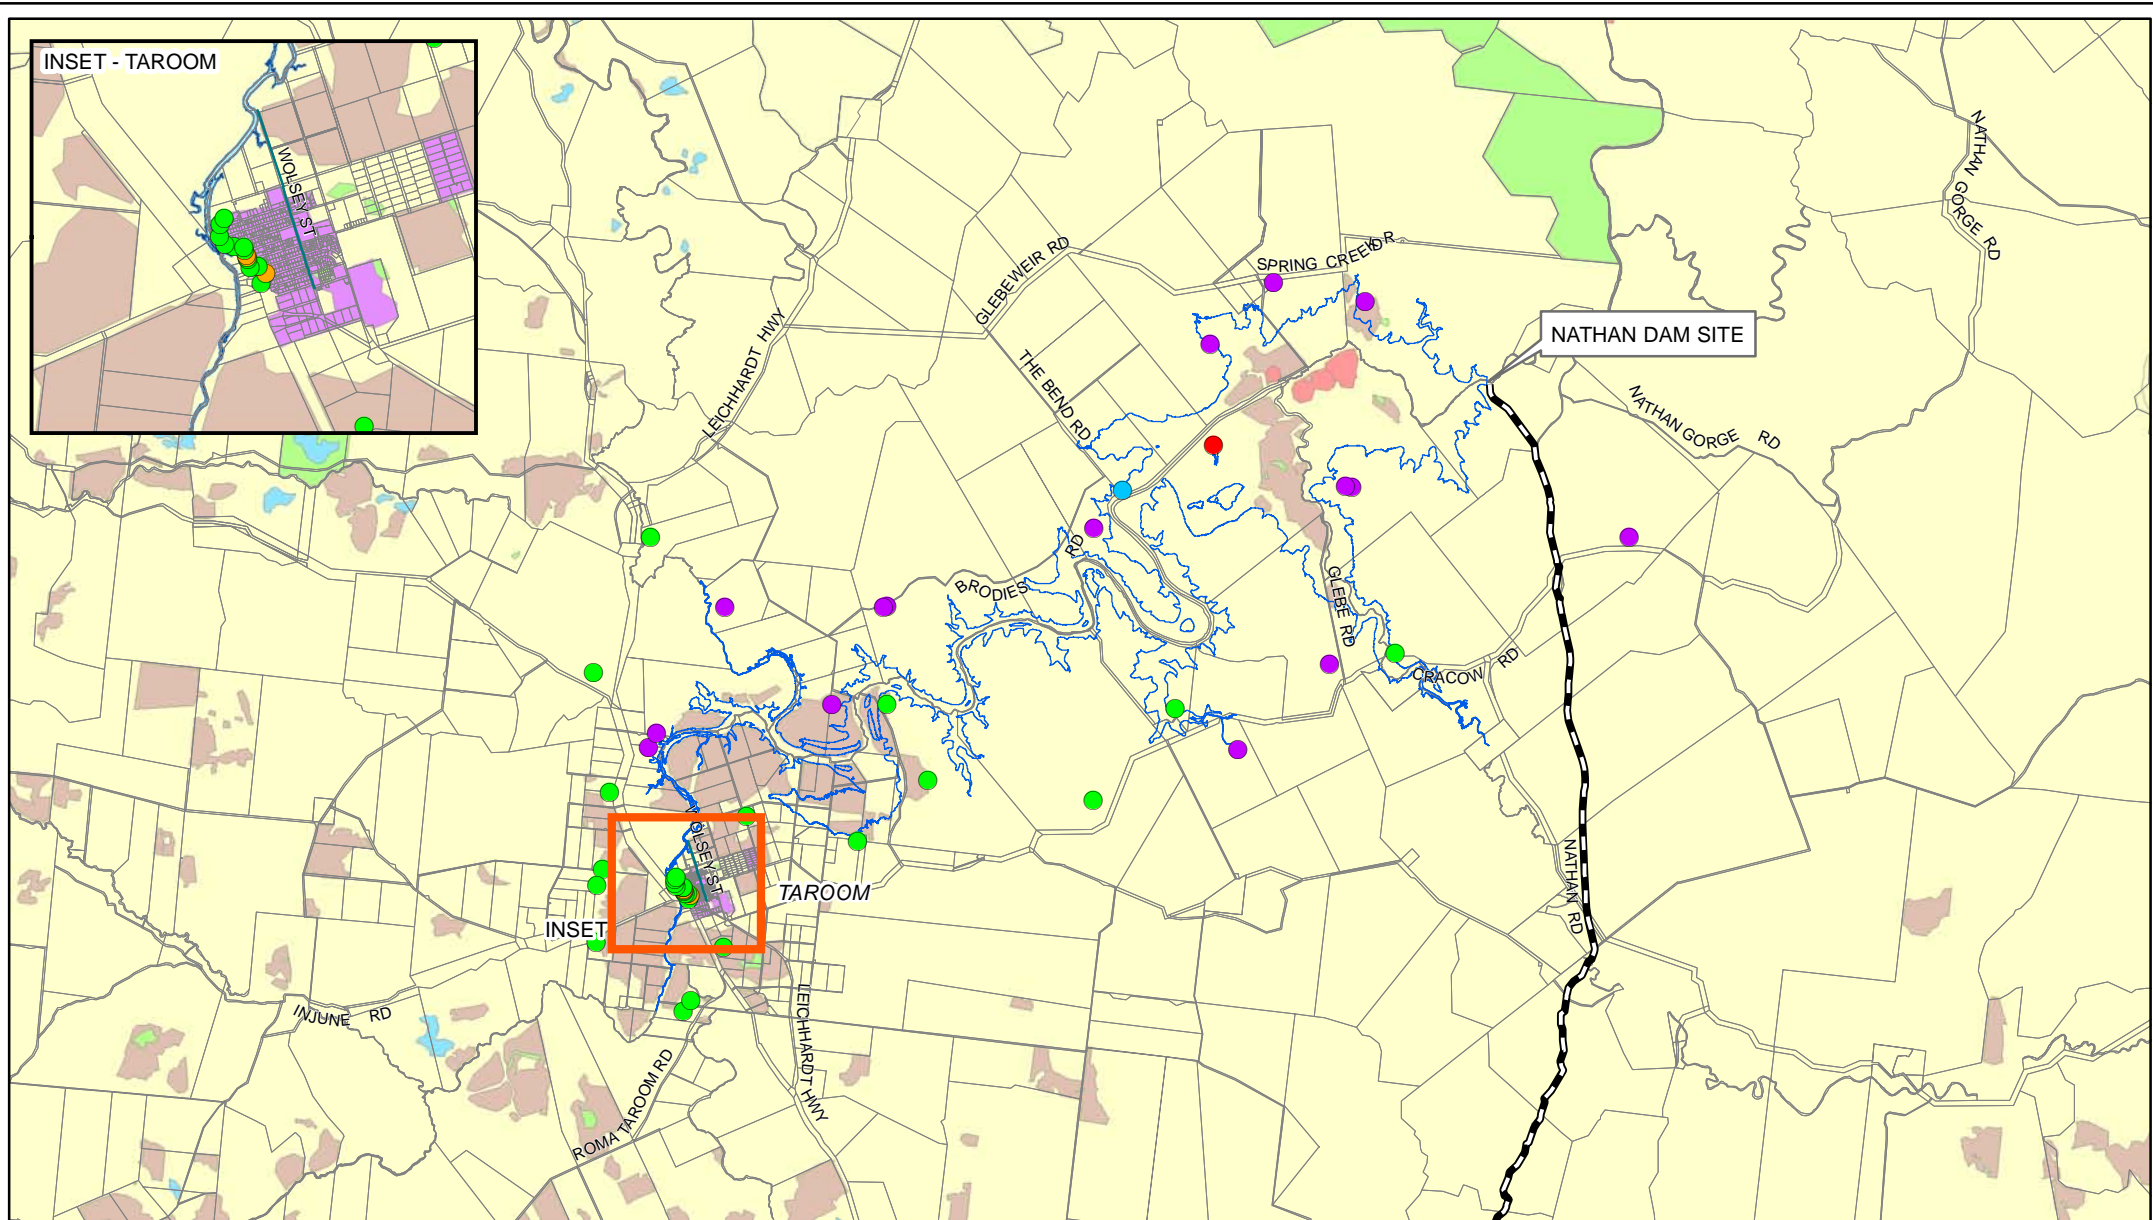 INSET - TAROOM
WOLSEY ST
NATHAN GORGE RD
SPRING CREEK R
DR
GLEBEWEIR RD
LEICHHARDT HWY
NATHAN DAM SITE
THE BEND RD
NATHAN GORGE RD
BRODIES RD
GLEBE RD
CRACOW RD
WOLSEY ST
TAROOM
INSET
NATHAN RD
INJUNE RD
LEICHHARDT HWY
ROMA TAROOM RD